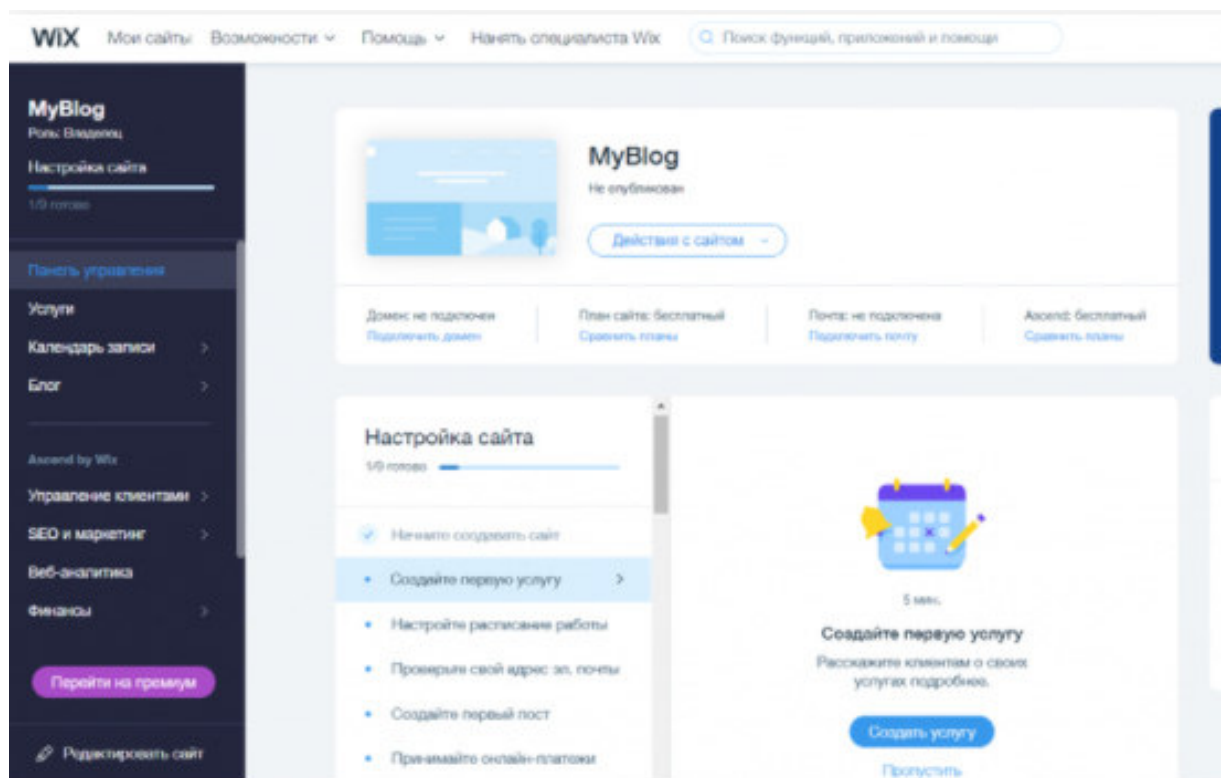 WiX Мои сайты Возможности Помощь Нанять специалиста Wix Поиск функций, приложений и помощи
MyBlog
Роль: Владелец
Настройка сайта
1/9 готово
Панель управления
Услуги
Календарь записи
Блог
Ascend by Wix
Управление клиентами
SEO и маркетинг
Веб-аналитика
Финансы
Перейти на премиум
Редактировать сайт
MyBlog
Не опубликован
Действия с сайтом
Домен: не подключен
Подключить домен
План сайта: бесплатный
Сравнить планы
Почта: не подключена
Подключить почту
Ascend: бесплатный
Сравнить планы
Настройка сайта
1/9 готово
Начните создавать сайт
Создайте первую услугу
Настройте расписание работы
Проверьте свой адрес эл. почты
Создайте первый пост
Принимайте онлайн-платежи
5 мин.
Создайте первую услугу
Расскажите клиентам о своих
услугах подробнее.
Создать услугу
Пропустить